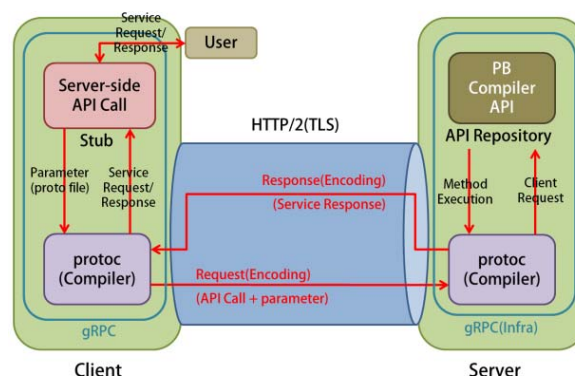 Service
Request/
Response
User
Server-side
API Call
Stub
Parameter
(proto file)
Service
Request/
Response
protoc
(Compiler)
gRPC
Client
HTTP/2(TLS)
Response(Encoding)
(Service Response)
Request(Encoding)
(API Call + parameter)
PB
Compiler
API
API Repository
Method
Execution
Client
Request
protoc
(Compiler)
gRPC(Infra)
Server